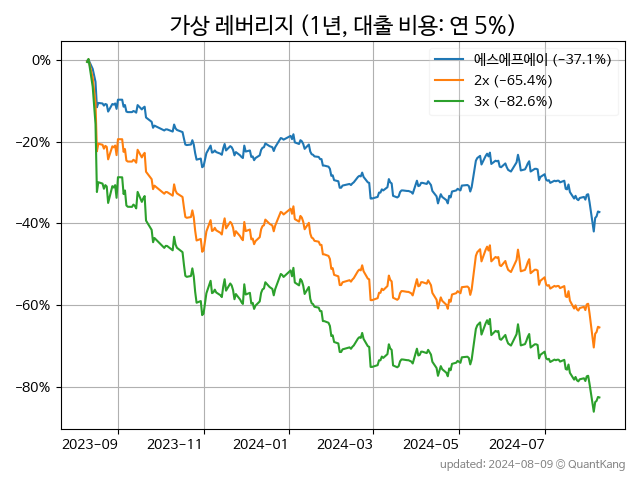 가상 레버리지 (1년, 대출 비용: 연 5%)
에스에프에이 (−37.1%)
2x (−65.4%)
3x (−82.6%)
0%
−20%
−40%
−60%
−80%
2023-09 2023-11 2024-01 2024-03 2024-05 2024-07
updated: 2024-08-09 © QuantKang